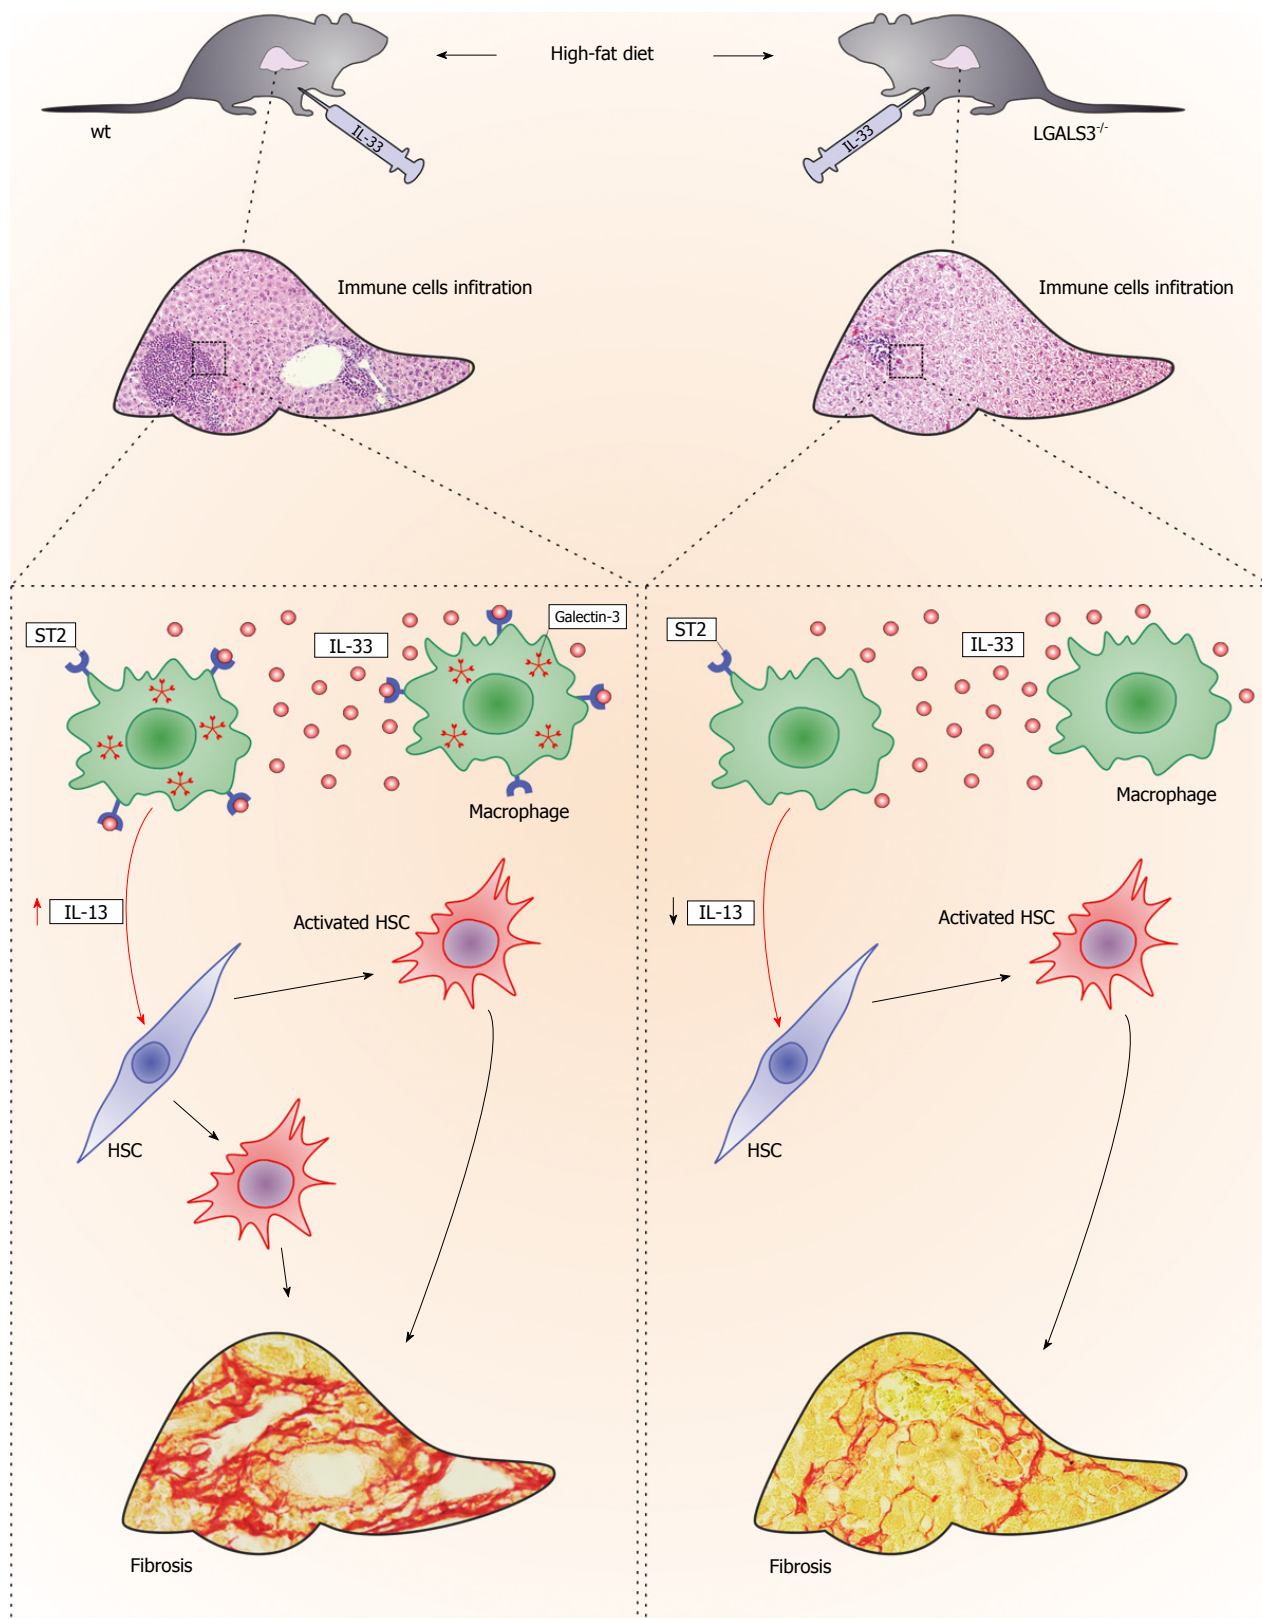 High-fat diet
wt
IL-33
IL-33
LGALS3-/-
Immune cells infitration
Immune cells infitration
ST2
IL-33
Galectin-3
Macrophage
IL-13
Activated HSC
HSC
Fibrosis
ST2
IL-33
Macrophage
IL-13
Activated HSC
HSC
Fibrosis